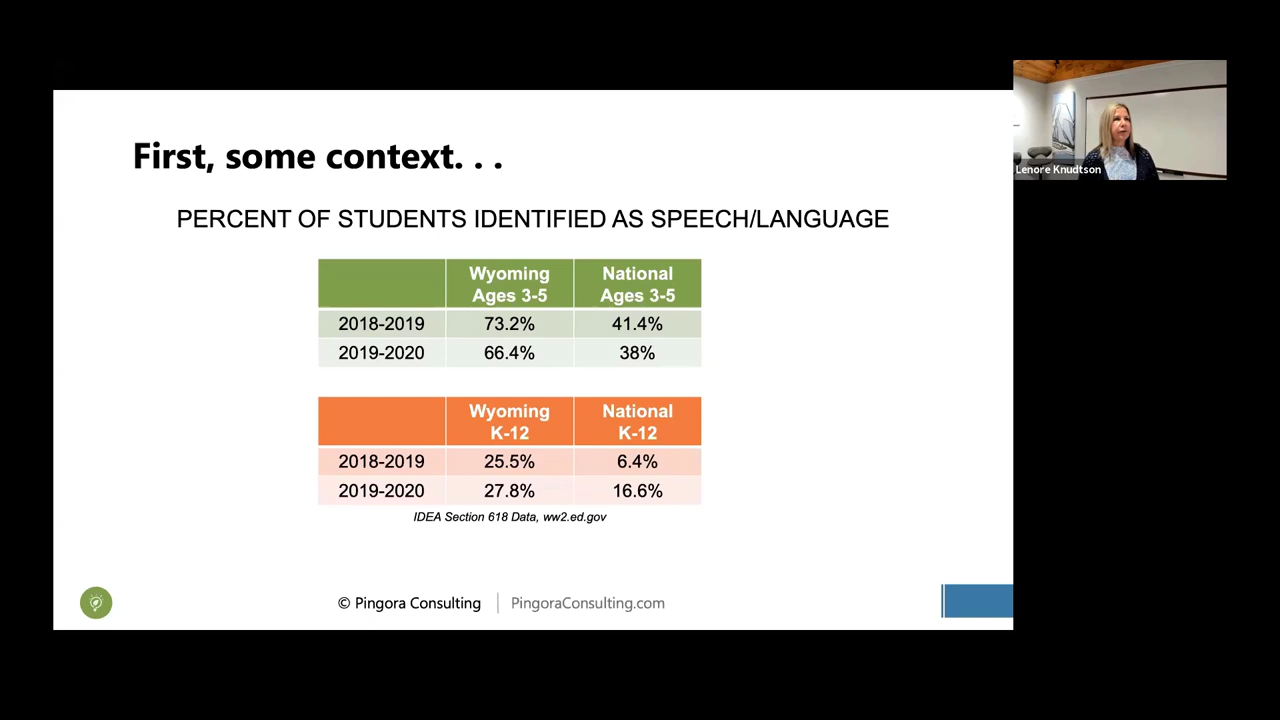 First, some context. . .
PERCENT OF STUDENTS IDENTIFIED AS SPEECH/LANGUAGE
Wyoming Ages 3-5 National Ages 3-5
2018-2019 73.2% 41.4%
2019-2020 66.4% 38%
Wyoming K-12 National K-12
2018-2019 25.5% 6.4%
2019-2020 27.8% 16.6%
IDEA Section 618 Data, ww2.ed.gov
© Pingora Consulting | PingoraConsulting.com
Lenore Knudtson